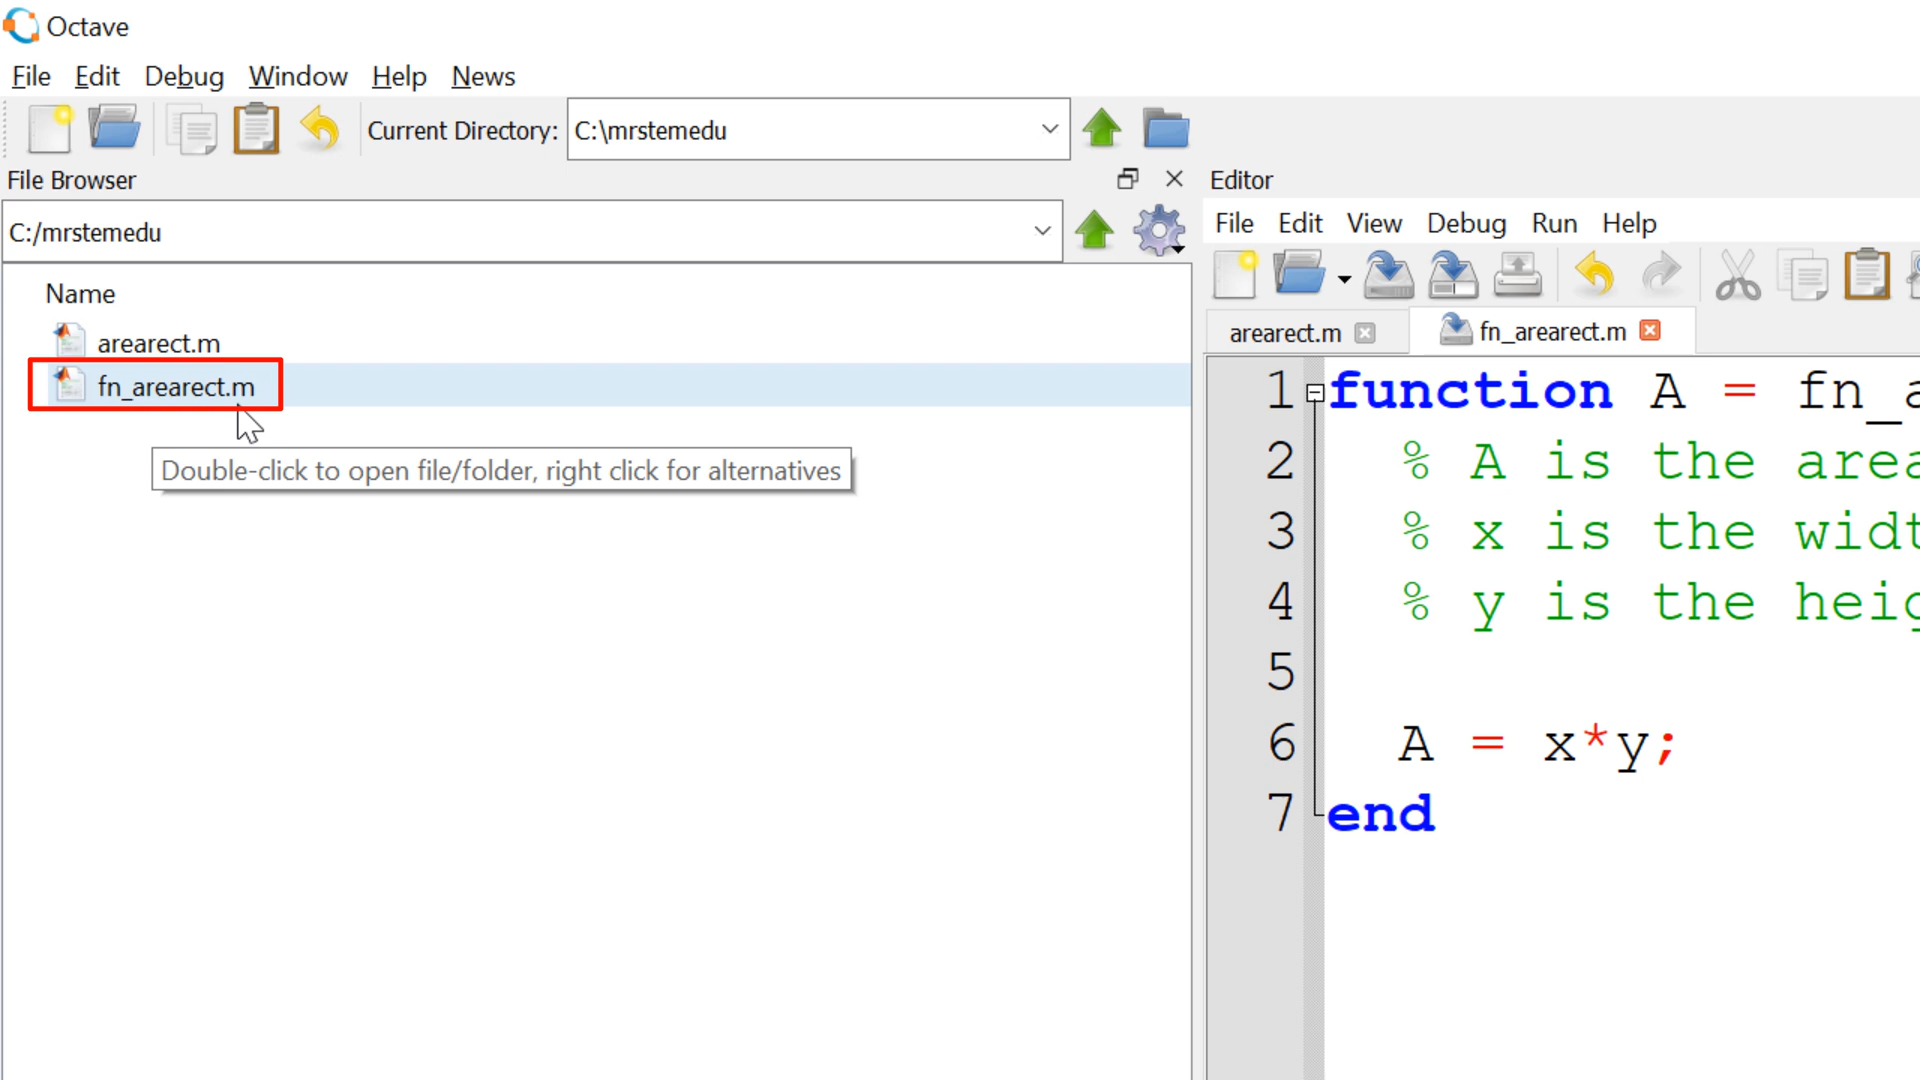 Octave
File Edit Debug Window Help News
Current Directory: C:\mrstemedu
File Browser
C:/mrstemedu
Name
arearect.m
fn_arearect.m
Double-click to open file/folder, right click for alternatives
Editor
File Edit View Debug Run Help
arearect.m fn_arearect.m
1 function A = fn_a
2 % A is the area
3 % x is the widt
4 % y is the heig
5
6 A = x*y;
7 end